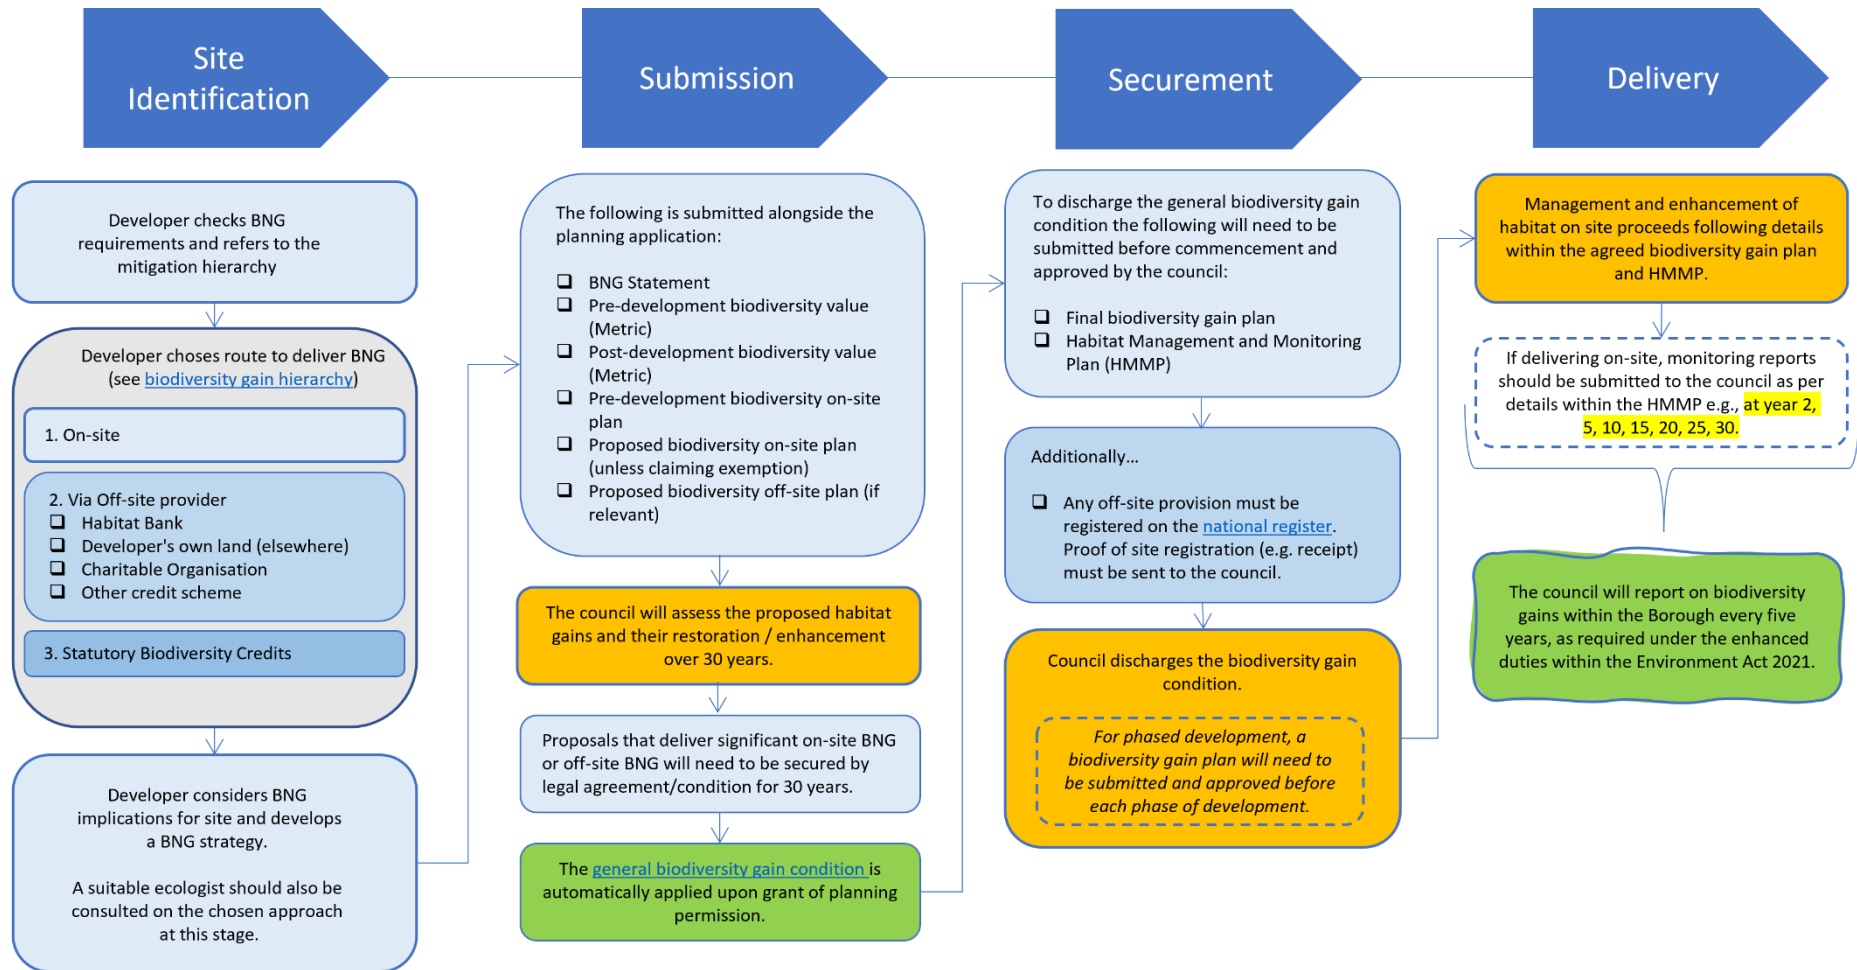 Site
Identification
Submission
Securement
Delivery
Developer checks BNG
requirements and refers to the
mitigation hierarchy
Developer choses route to deliver BNG
(see biodiversity gain hierarchy)
1. On-site
2. Via Off-site provider
❑ Habitat Bank
❑ Developer's own land (elsewhere)
❑ Charitable Organisation
❑ Other credit scheme
3. Statutory Biodiversity Credits
Developer considers BNG
implications for site and develops
a BNG strategy.
A suitable ecologist should also be
consulted on the chosen approach
at this stage.
The following is submitted alongside the
planning application:
❑ BNG Statement
❑ Pre-development biodiversity value
(Metric)
❑ Post-development biodiversity value
(Metric)
❑ Pre-development biodiversity on-site
plan
❑ Proposed biodiversity on-site plan
(unless claiming exemption)
❑ Proposed biodiversity off-site plan (if
relevant)
The council will assess the proposed habitat
gains and their restoration / enhancement
over 30 years.
Proposals that deliver significant on-site BNG
or off-site BNG will need to be secured by
legal agreement/condition for 30 years.
The general biodiversity gain condition is
automatically applied upon grant of planning
permission.
To discharge the general biodiversity gain
condition the following will need to be
submitted before commencement and
approved by the council:
❑ Final biodiversity gain plan
❑ Habitat Management and Monitoring
Plan (HMMP)
Additionally...
❑ Any off-site provision must be
registered on the national register.
Proof of site registration (e.g. receipt)
must be sent to the council.
Council discharges the biodiversity gain
condition.
For phased development, a
biodiversity gain plan will need to
be submitted and approved before
each phase of development.
Management and enhancement of
habitat on site proceeds following details
within the agreed biodiversity gain plan
and HMMP.
If delivering on-site, monitoring reports
should be submitted to the council as per
details within the HMMP e.g., at year 2,
5, 10, 15, 20, 25, 30.
The council will report on biodiversity
gains within the Borough every five
years, as required under the enhanced
duties within the Environment Act 2021.